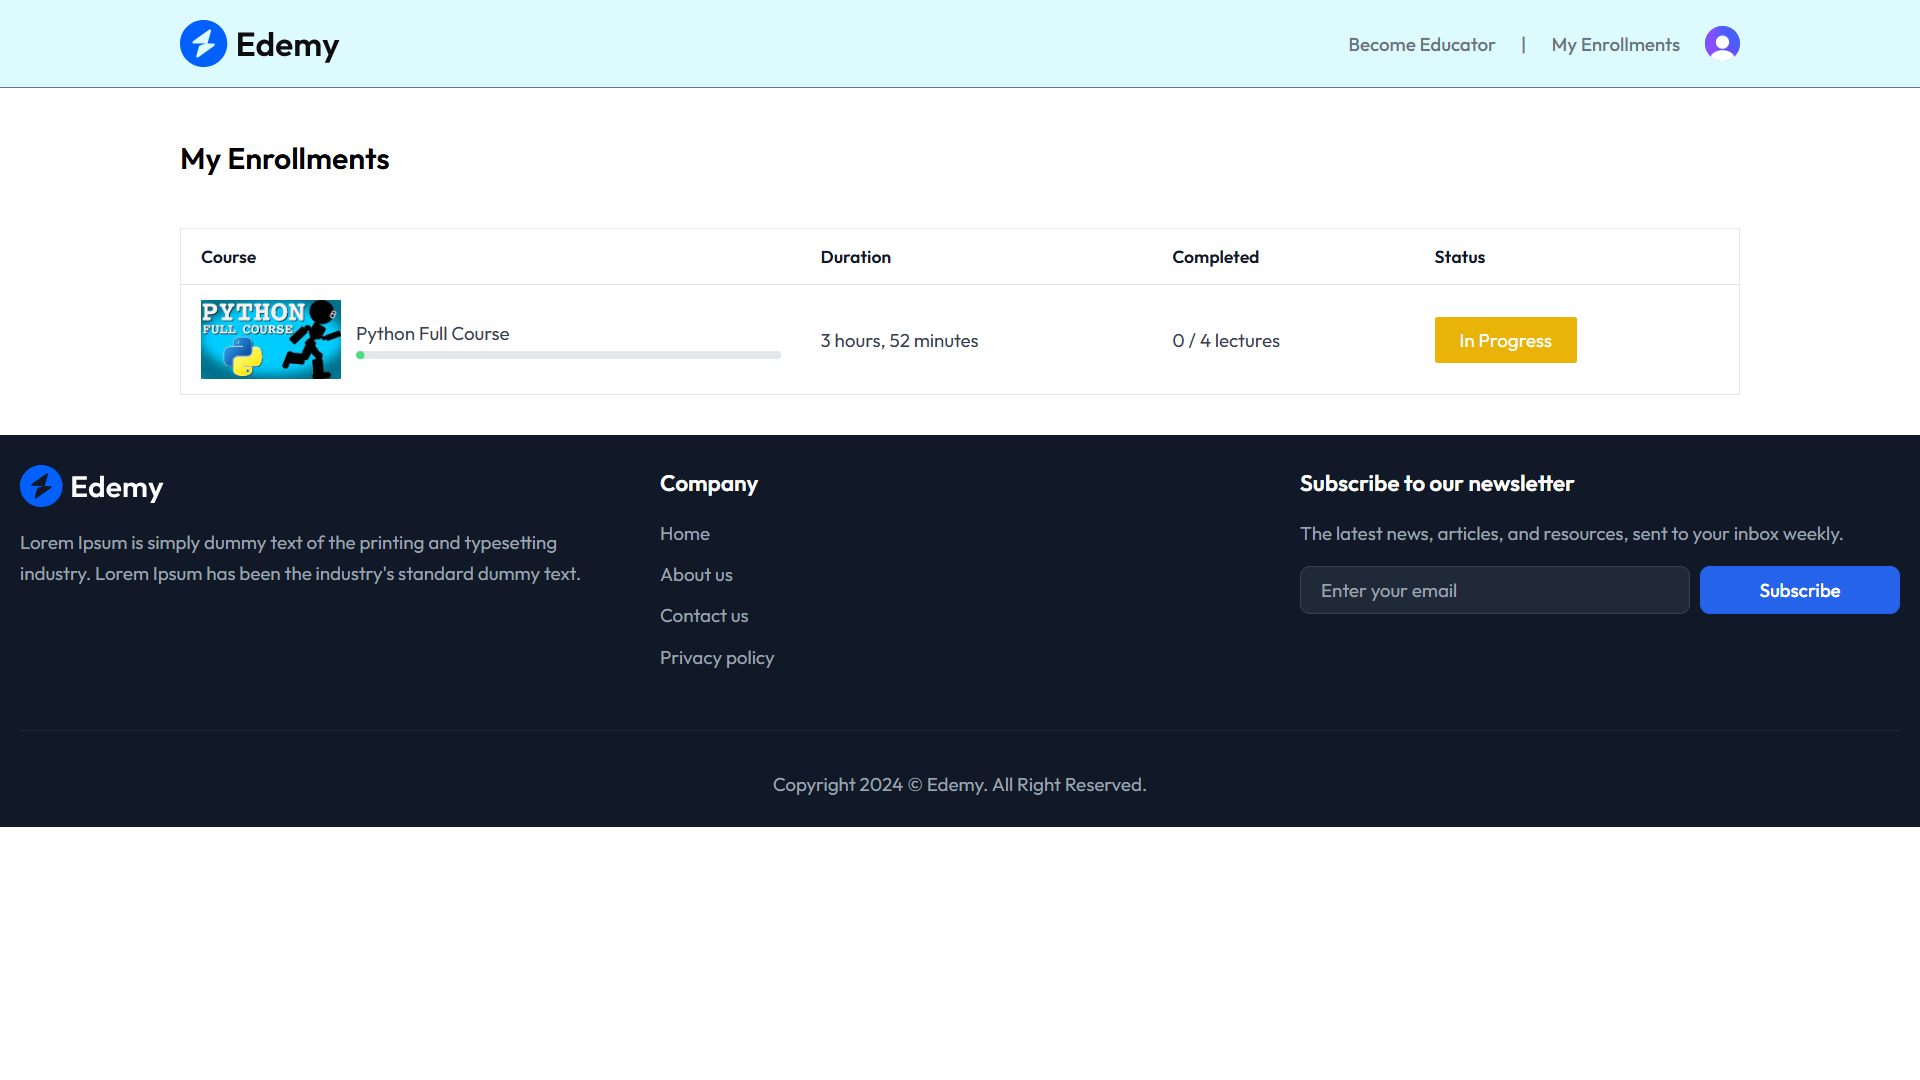 Edemy
Become Educator | My Enrollments
My Enrollments
Course Duration Completed Status
PYTHON
FULL COURSE
Python Full Course
3 hours, 52 minutes
0 / 4 lectures
In Progress
Edemy
Lorem Ipsum is simply dummy text of the printing and typesetting
industry. Lorem Ipsum has been the industry's standard dummy text.
Company
Home
About us
Contact us
Privacy policy
Subscribe to our newsletter
The latest news, articles, and resources, sent to your inbox weekly.
Enter your email
Subscribe
Copyright 2024 © Edemy. All Right Reserved.